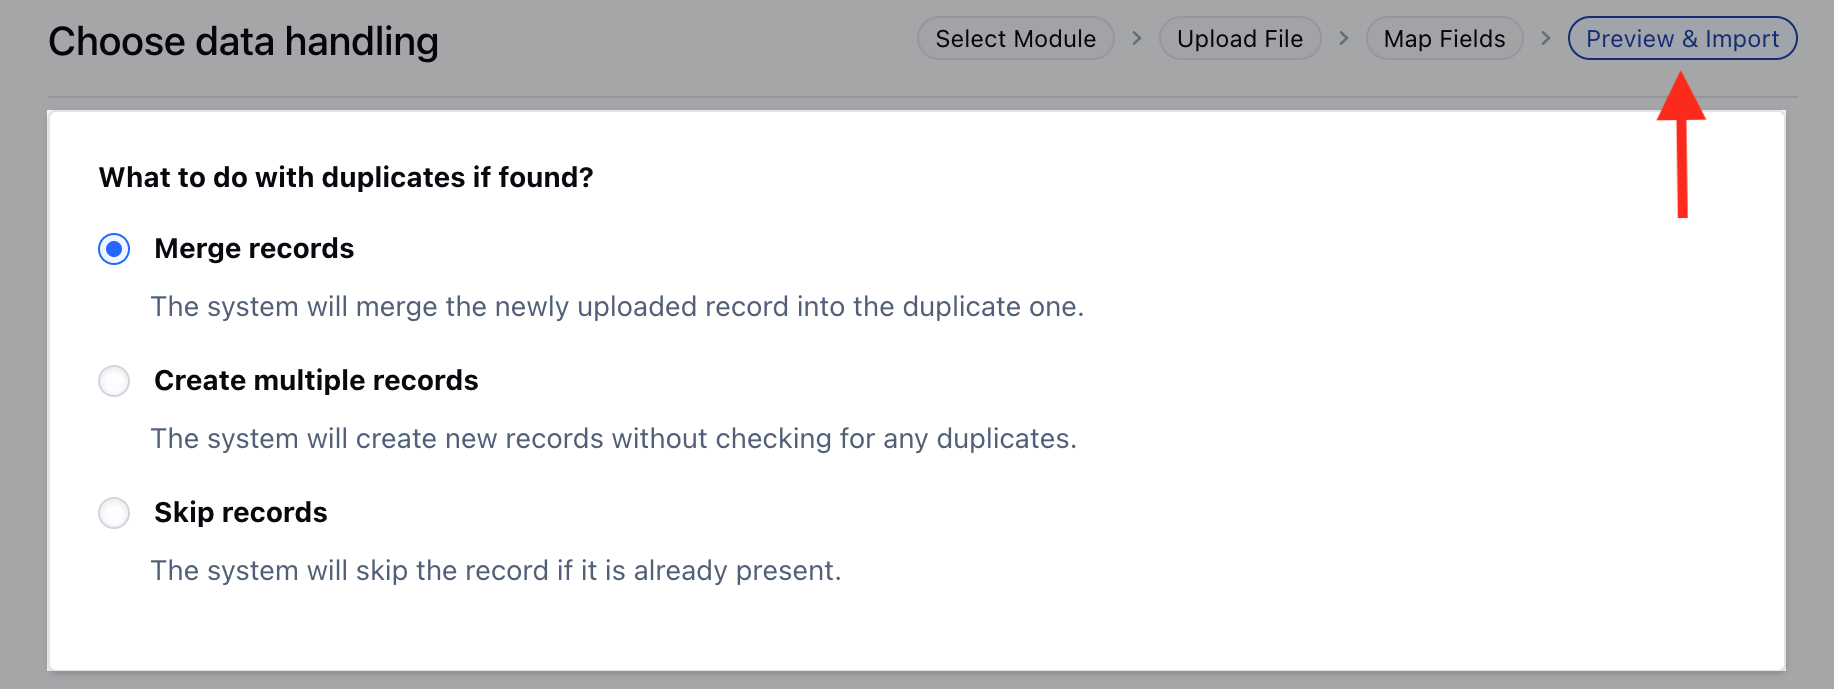 Choose data handling
Select Module > Upload File > Map Fields > Preview & Import
What to do with duplicates if found?
Merge records
The system will merge the newly uploaded record into the duplicate one.
Create multiple records
The system will create new records without checking for any duplicates.
Skip records
The system will skip the record if it is already present.